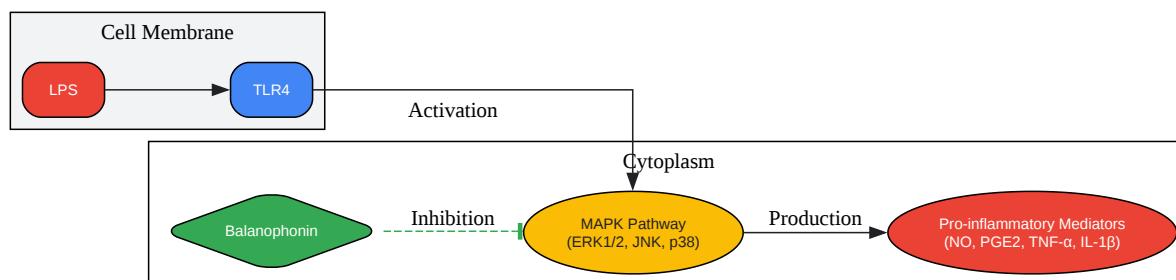 Cell Membrane
LPS
TLR4
Activation
Cytoplasm
Balanophonin
Inhibition
MAPK Pathway
(ERK1/2, JNK, p38)
Production
Pro-inflammatory Mediators
(NO, PGE2, TNF-α, IL-1β)